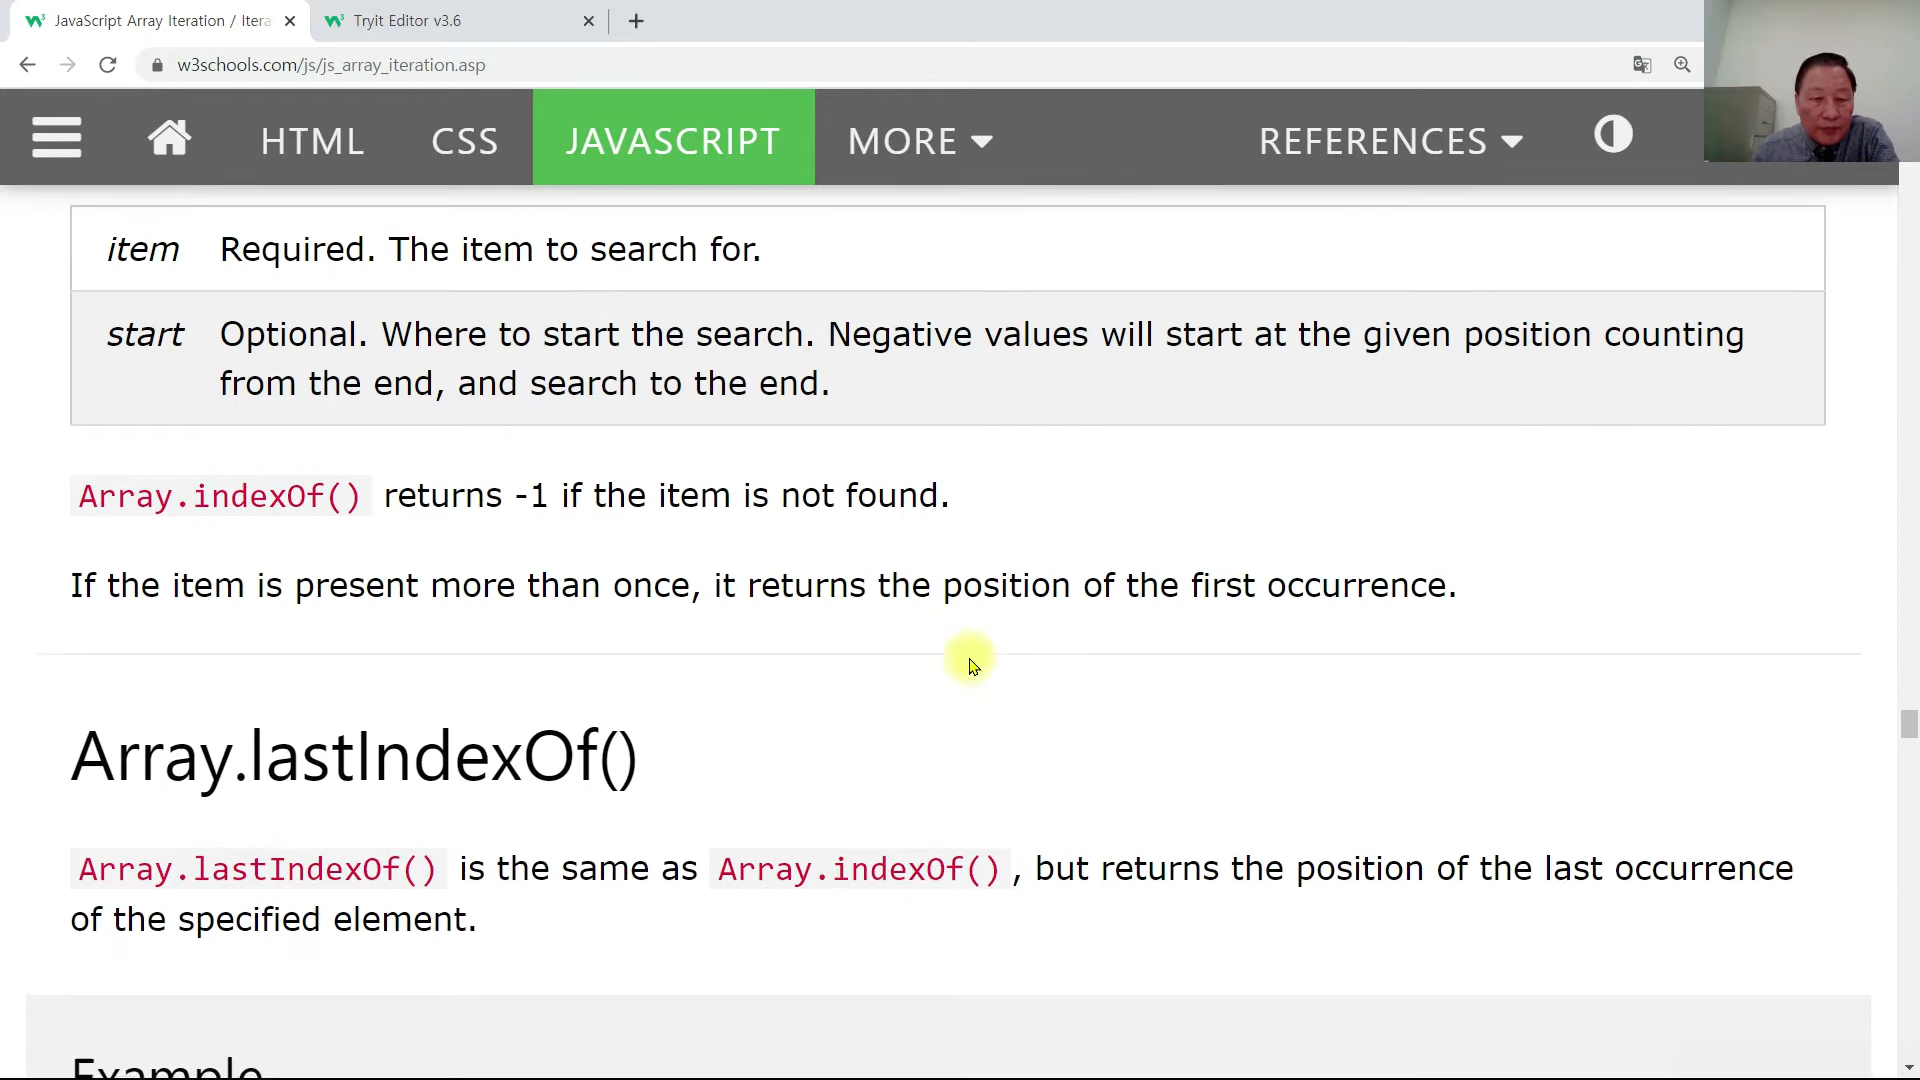 JavaScript Array Iteration / Itera
Tryit Editor v3.6
w3schools.com/js/js_array_iteration.asp
HTML CSS JAVASCRIPT MORE REFERENCES
item Required. The item to search for.
start Optional. Where to start the search. Negative values will start at the given position counting
from the end, and search to the end.
Array.indexOf() returns -1 if the item is not found.
If the item is present more than once, it returns the position of the first occurrence.
Array.lastIndexOf()
Array.lastIndexOf() is the same as Array.indexOf(), but returns the position of the last occurrence
of the specified element.
Example